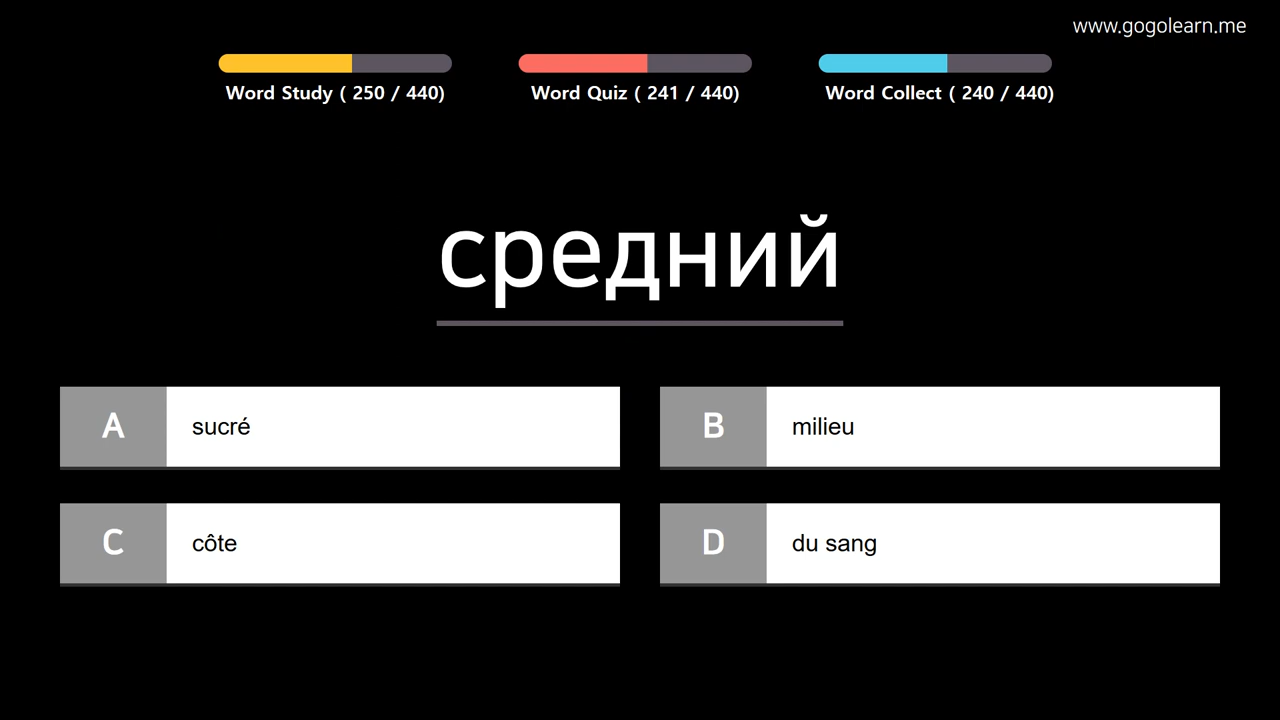 www.gogolearn.me
Word Study ( 250 / 440)
Word Quiz ( 241 / 440)
Word Collect ( 240 / 440)
средний
A sucré
B milieu
C côte
D du sang